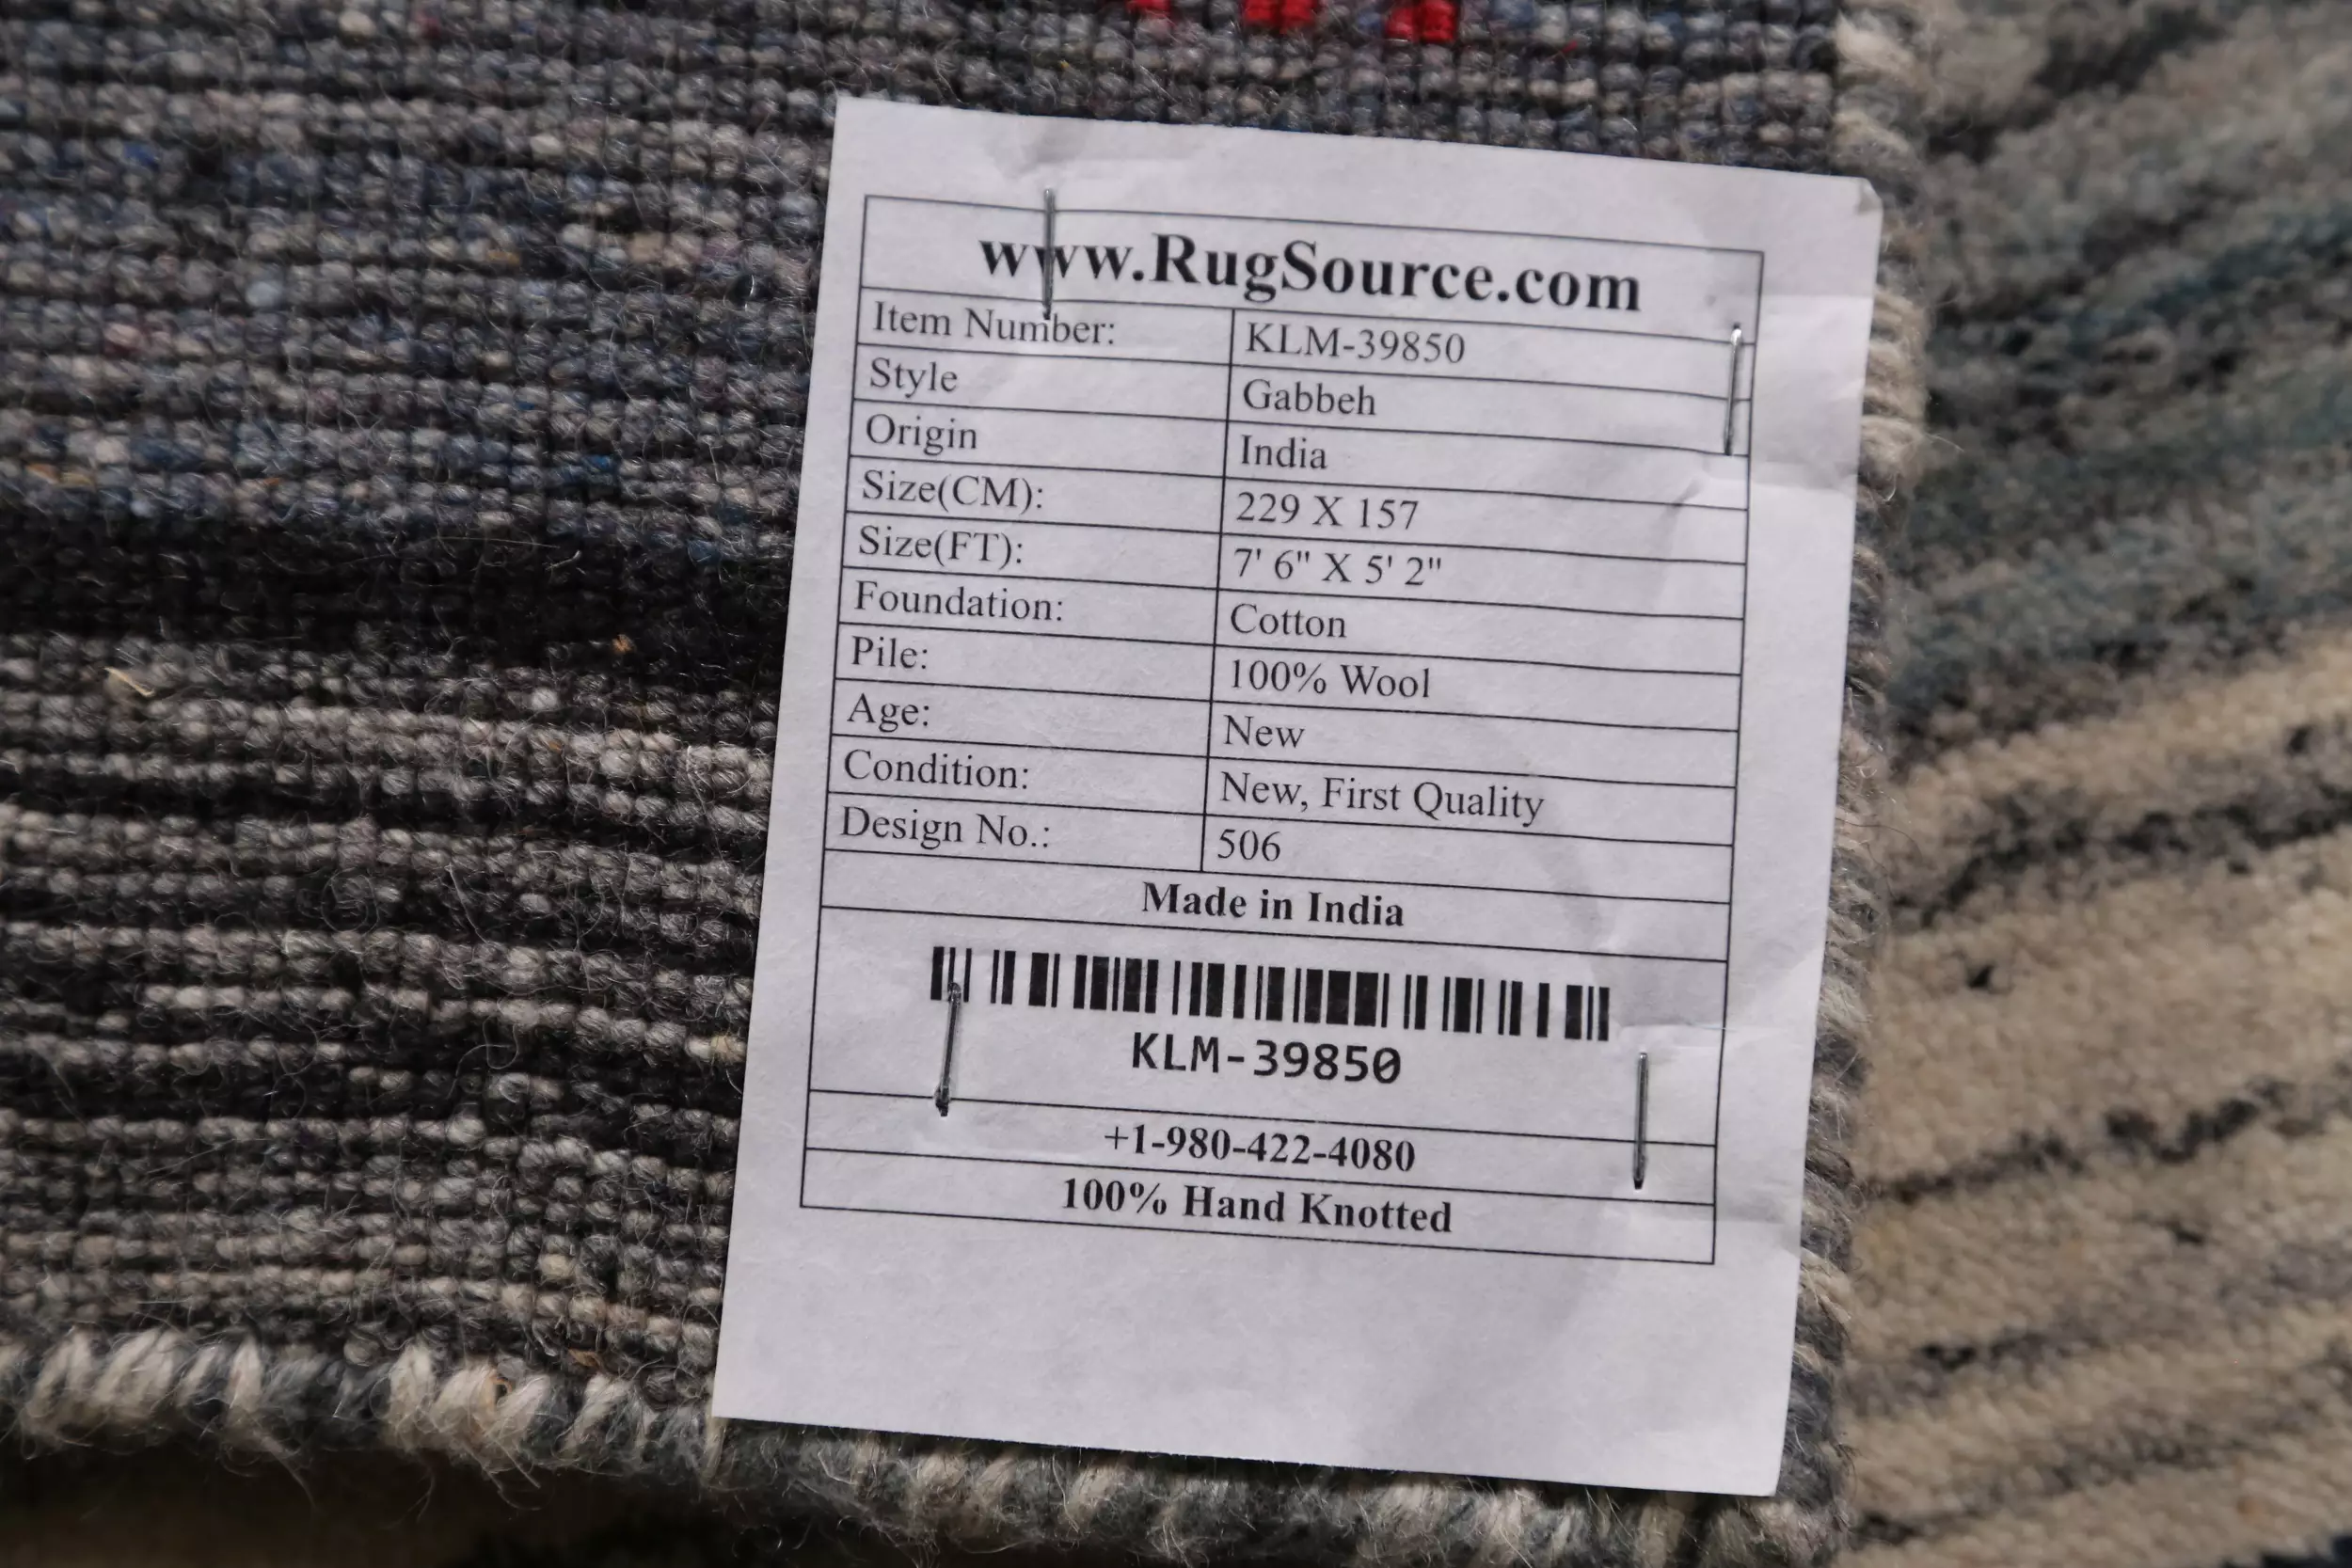 www.RugSource.com
Item Number: KLM-39850
Style Gabbeh
Origin India
Size(CM): 229 X 157
Size(FT): 7' 6" X 5' 2"
Foundation: Cotton
Pile: 100% Wool
Age: New
Condition: New, First Quality
Design No.: 506
Made in India
KLM-39850
+1-980-422-4080
100% Hand Knotted